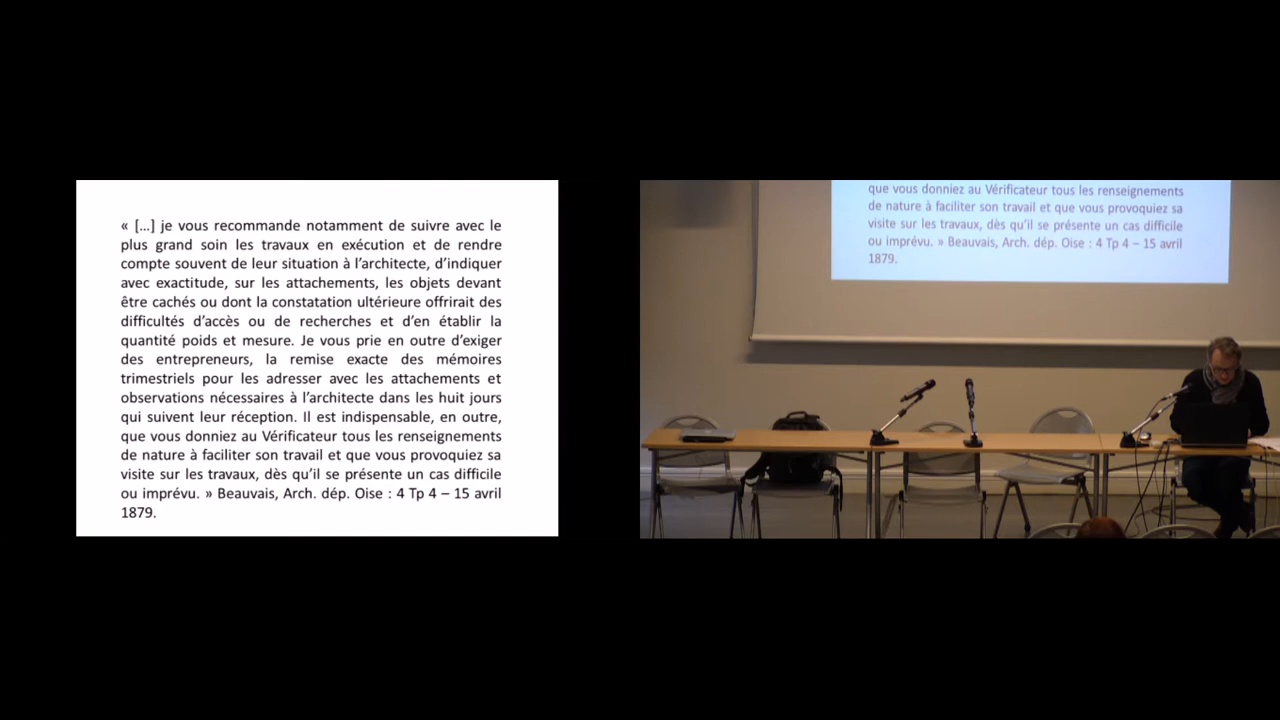 « [...] je vous recommande notamment de suivre avec le
plus grand soin les travaux en exécution et de rendre
compte souvent de leur situation à l’architecte, d’indiquer
avec exactitude, sur les attachements, les objets devant
être cachés ou dont la constatation ultérieure offrirait des
difficultés d’accès ou de recherches et d’en établir la
quantité poids et mesure. Je vous prie en outre d’exiger
des entrepreneurs, la remise exacte des mémoires
trimestriels pour les adresser avec les attachements et
observations nécessaires à l’architecte dans les huit jours
qui suivent leur réception. Il est indispensable, en outre,
que vous donniez au Vérificateur tous les renseignements
de nature à faciliter son travail et que vous provoquiez sa
visite sur les travaux, dès qu’il se présente un cas difficile
ou imprévu. » Beauvais, Arch. dép. Oise : 4 Tp 4 – 15 avril
1879.
que vous donniez au Vérificateur tous les renseignements
de nature à faciliter son travail et que vous provoquiez sa
visite sur les travaux, dès qu’il se présente un cas difficile
ou imprévu. » Beauvais, Arch. dép. Oise : 4 Tp 4 – 15 avril
1879.